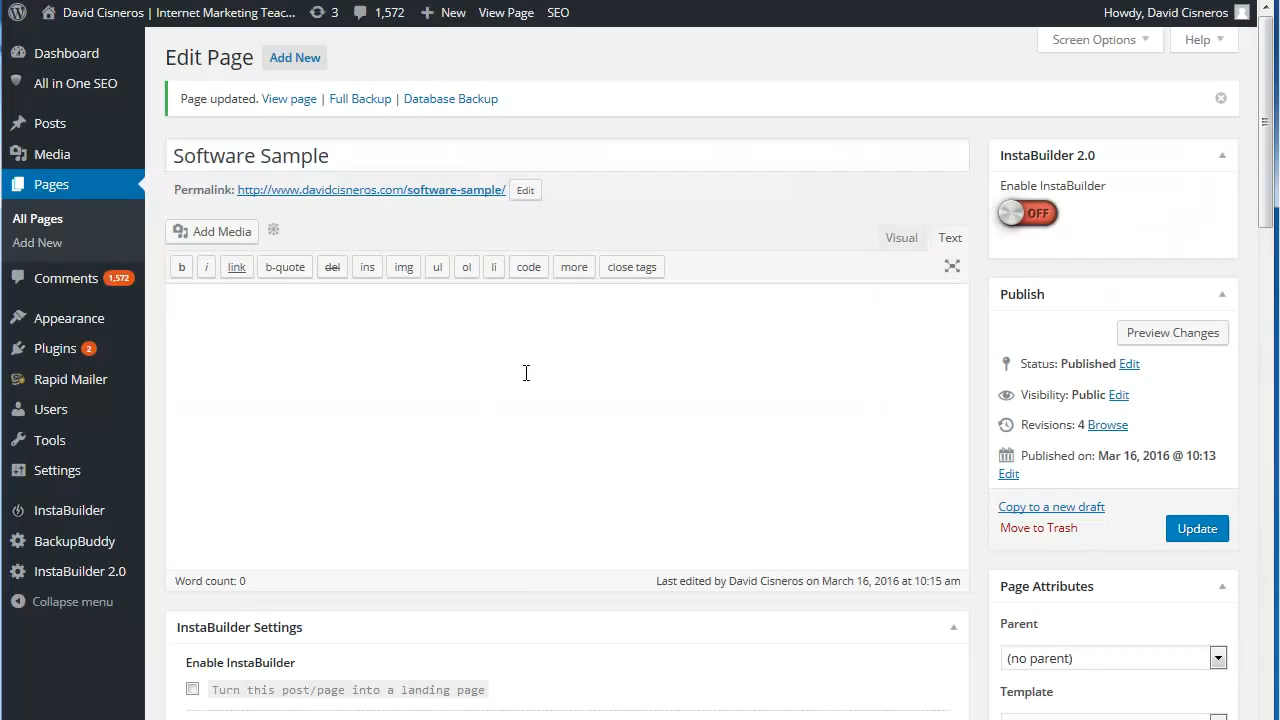 David Cisneros | Internet Marketing Teac... 3 1,572 New View Page SEO Howdy, David Cisneros
Dashboard
All in One SEO
Posts
Media
Pages
All Pages
Add New
Comments 1,572
Appearance
Plugins 2
Rapid Mailer
Users
Tools
Settings
InstaBuilder
BackupBuddy
InstaBuilder 2.0
Collapse menu
Screen Options Help
Edit Page Add New
Page updated. View page | Full Backup | Database Backup
Software Sample
Permalink: http://www.davidcisneros.com/software-sample/ Edit
Add Media
Visual Text
b i link b-quote del ins img ul ol li code more close tags
Word count: 0 Last edited by David Cisneros on March 16, 2016 at 10:15 am
InstaBuilder Settings
Enable InstaBuilder
Turn this post/page into a landing page
InstaBuilder 2.0
Enable InstaBuilder
OFF
Publish
Preview Changes
Status: Published Edit
Visibility: Public Edit
Revisions: 4 Browse
Published on: Mar 16, 2016 @ 10:13
Edit
Copy to a new draft
Move to Trash
Update
Page Attributes
Parent
(no parent)
Template